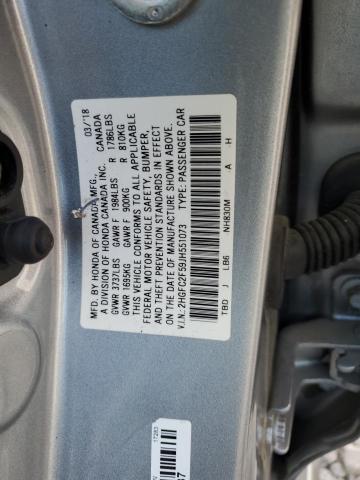 MFD. BY HONDA OF CANADA MFG., 03/18
A DIVISION OF HONDA CANADA INC. CANADA
GVWR 3737LBS GAWR F 1984LBS R 1786LBS
GVWR 1695KG GAWR F 900KG R 810KG
THIS VEHICLE CONFORMS TO ALL APPLICABLE
FEDERAL MOTOR VEHICLE SAFETY, BUMPER,
AND THEFT PREVENTION STANDARDS IN EFFECT
ON THE DATE OF MANUFACTURE SHOWN ABOVE.
V.I.N.: 2HGFC2F59JH551073 TYPE: PASSENGER CAR
TBD J LB6 NH830M A H
17283